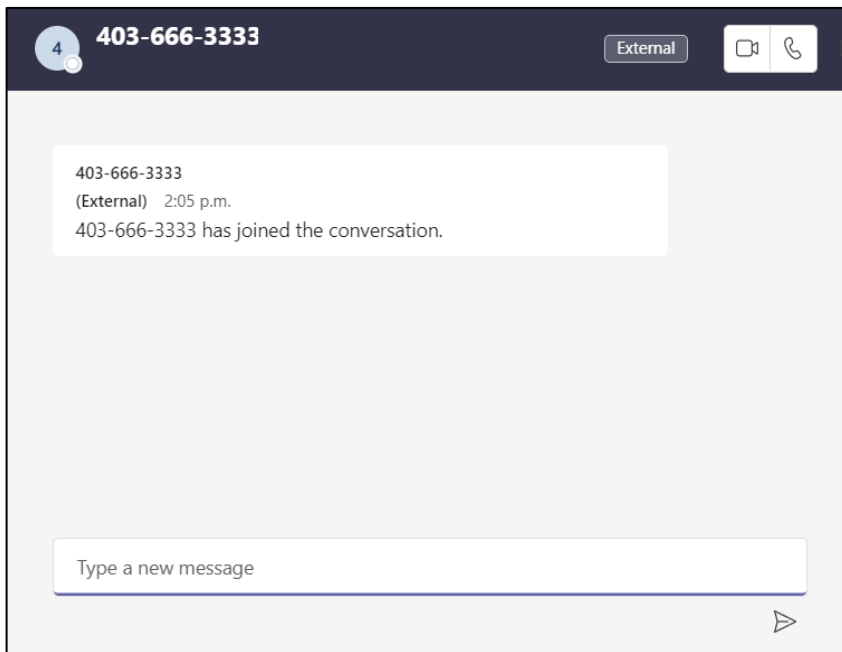 4
403-666-3333
External
403-666-3333
(External) 2:05 p.m.
403-666-3333 has joined the conversation.
Type a new message